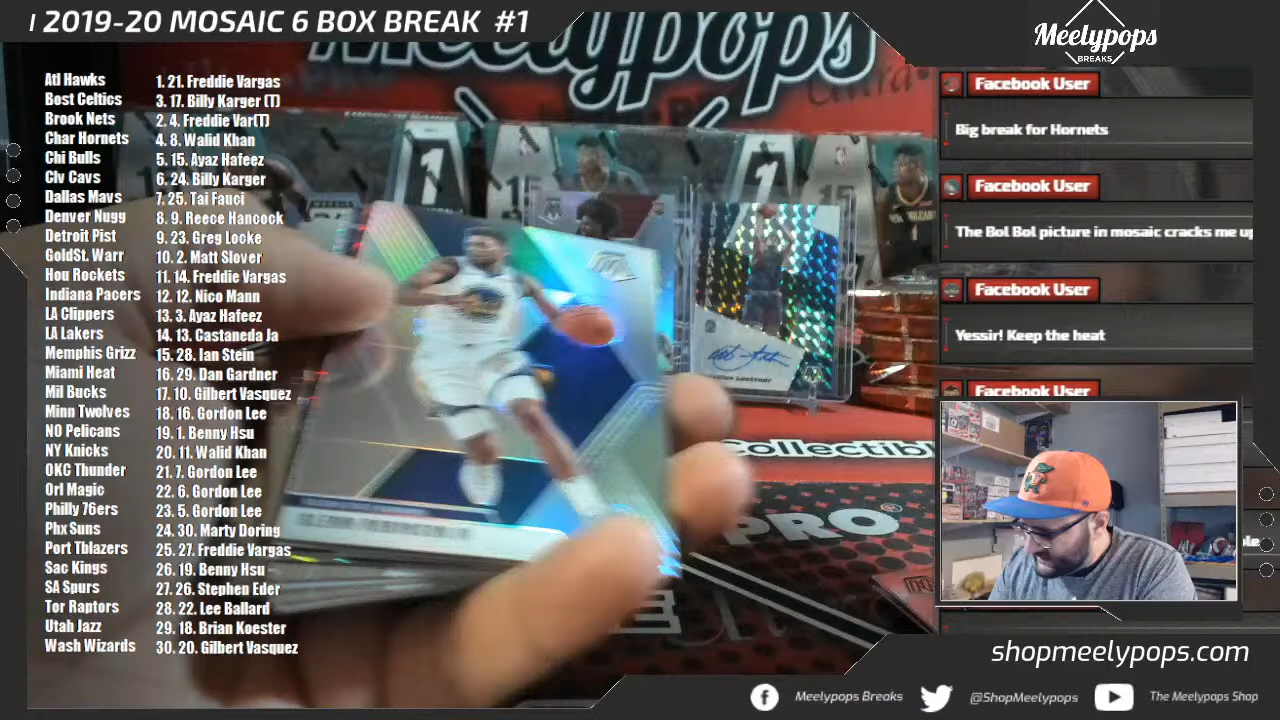 2019-20 MOSAIC 6 BOX BREAK #1
Meelypops
BREAKS
Meelypops
Atl Hawks 1. 21. Freddie Vargas
Bost Celtics 3. 17. Billy Karger (T)
Brook Nets 2. 4. Freddie Var(T)
Char Hornets 4. 8. Walid Khan
Chi Bulls 5. 15. Ayaz Hafeez
Clv Cavs 6. 24. Billy Karger
Dallas Mavs 7. 25. Tai Fauci
Denver Nugg 8. 9. Reece Hancock
Detroit Pist 9. 23. Greg Locke
GoldSt. Warr 10. 2. Matt Slover
Hou Rockets 11. 14. Freddie Vargas
Indiana Pacers 12. 12. Nico Mann
LA Clippers 13. 3. Ayaz Hafeez
LA Lakers 14. 13. Castaneda Ja
Memphis Grizz 15. 28. Ian Stein
Miami Heat 16. 29. Dan Gardner
Mil Bucks 17. 10. Gilbert Vasquez
Minn Twolves 18. 16. Gordon Lee
NO Pelicans 19. 1. Benny Hsu
NY Knicks 20. 11. Walid Khan
OKC Thunder 21. 7. Gordon Lee
Orl Magic 22. 6. Gordon Lee
Philly 76ers 23. 5. Gordon Lee
Phx Suns 24. 30. Marty Doring
Port Tblazers 25. 27. Freddie Vargas
Sac Kings 26. 19. Benny Hsu
SA Spurs 27. 26. Stephen Eder
Tor Raptors 28. 22. Lee Ballard
Utah Jazz 29. 18. Brian Koester
Wash Wizards 30. 20. Gilbert Vasquez
Facebook User
Big break for Hornets
Facebook User
The Bol Bol picture in mosaic cracks me up
Facebook User
Yessir! Keep the heat
Facebook User
1
1
15
Collectibl
PRO
shopmeelypops.com
Meelypops Breaks
@ShopMeelypops
The Meelypops Shop